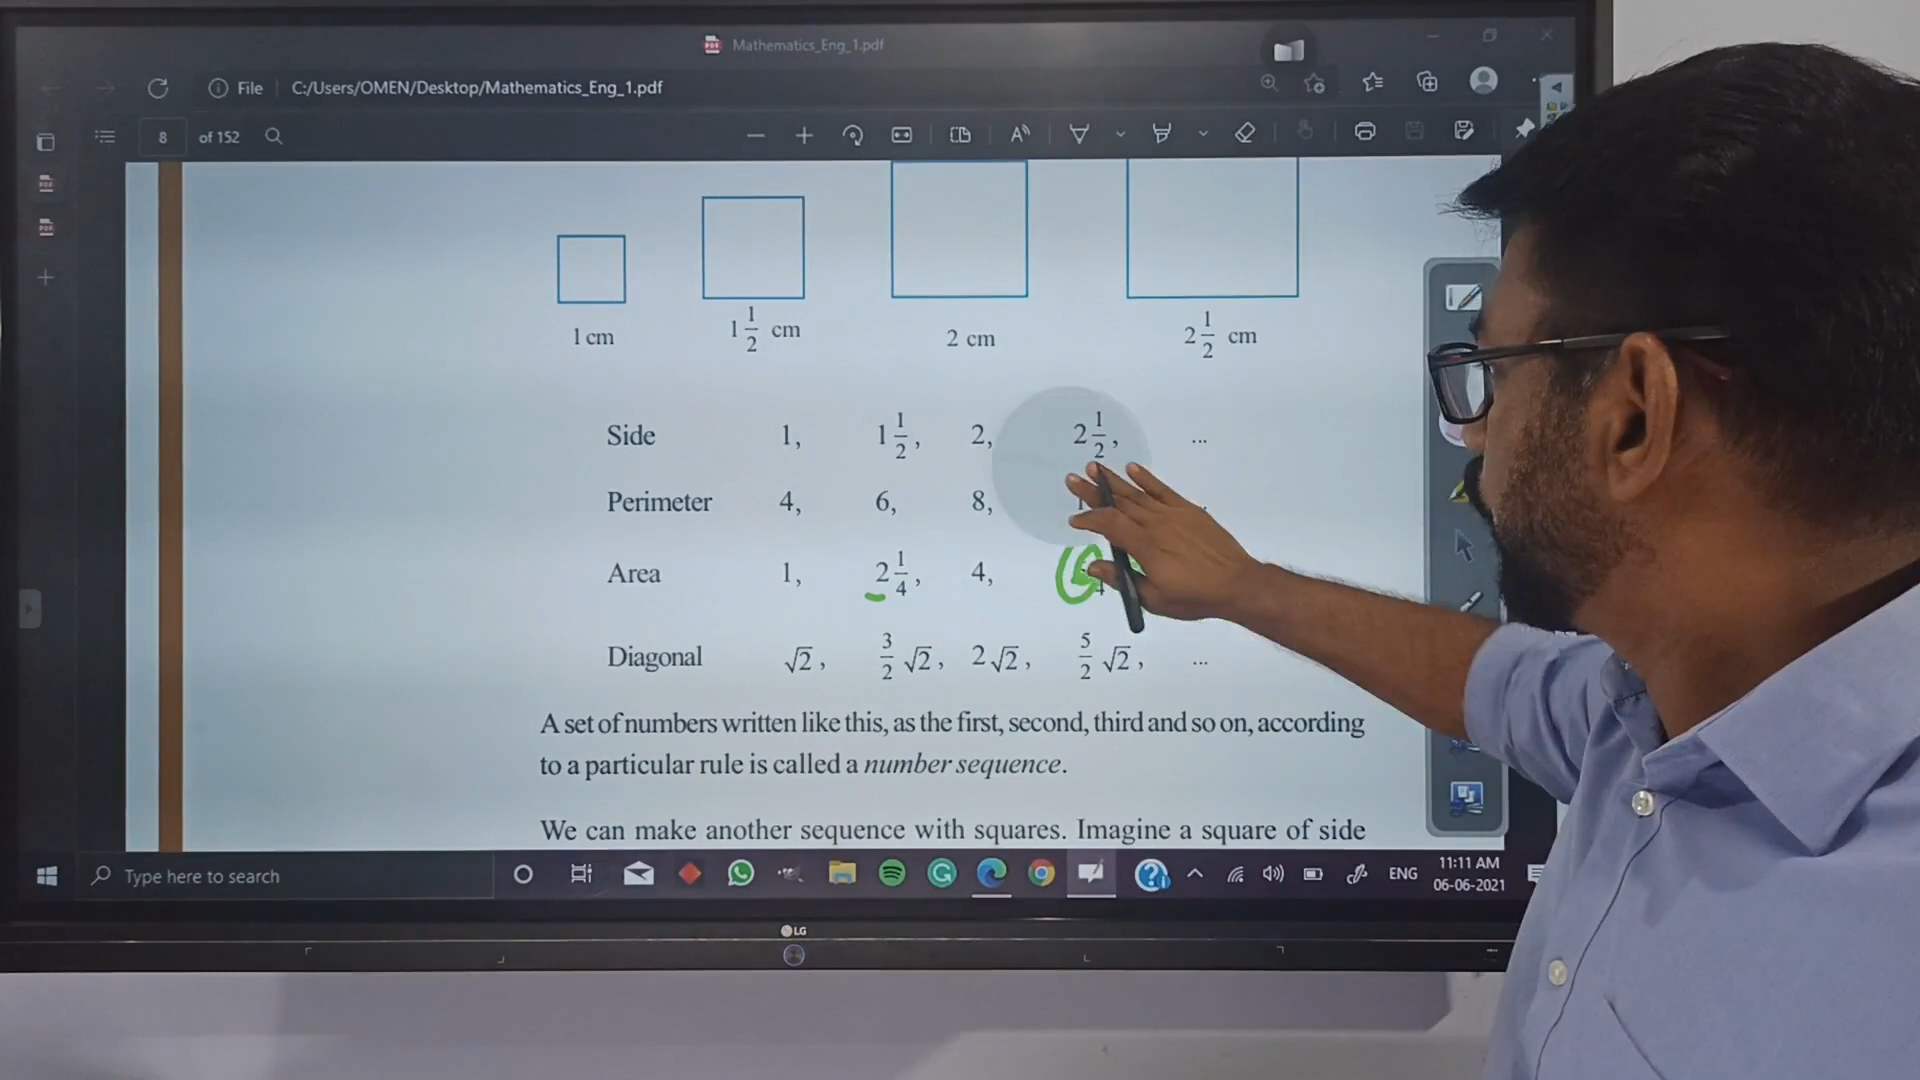 Mathematics_Eng_1.pdf
File C:/Users/OMEN/Desktop/Mathematics_Eng_1.pdf
8 of 152
1 cm 1 1/2 cm 2 cm 2 1/2 cm
Side 1, 1 1/2, 2, 2 1/2, ...
Perimeter 4, 6, 8,
Area 1, 2 1/4, 4,
Diagonal √2, 3/2 √2, 2√2, 5/2 √2, ...
A set of numbers written like this, as the first, second, third and so on, according
to a particular rule is called a number sequence.
We can make another sequence with squares. Imagine a square of side
Type here to search
ENG
11:11 AM
06-06-2021
LG